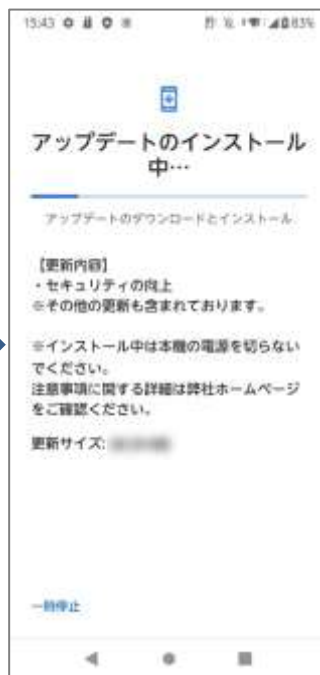 15:43
83%
アップデートのインストール
中…
アップデートのダウンロードとインストール
【更新内容】
・セキュリティの向上
※その他の更新も含まれております。
※インストール中は本機の電源を切らない
でください。
注意事項に関する詳細は弊社ホームページ
をご確認ください。
更新サイズ:
一時停止